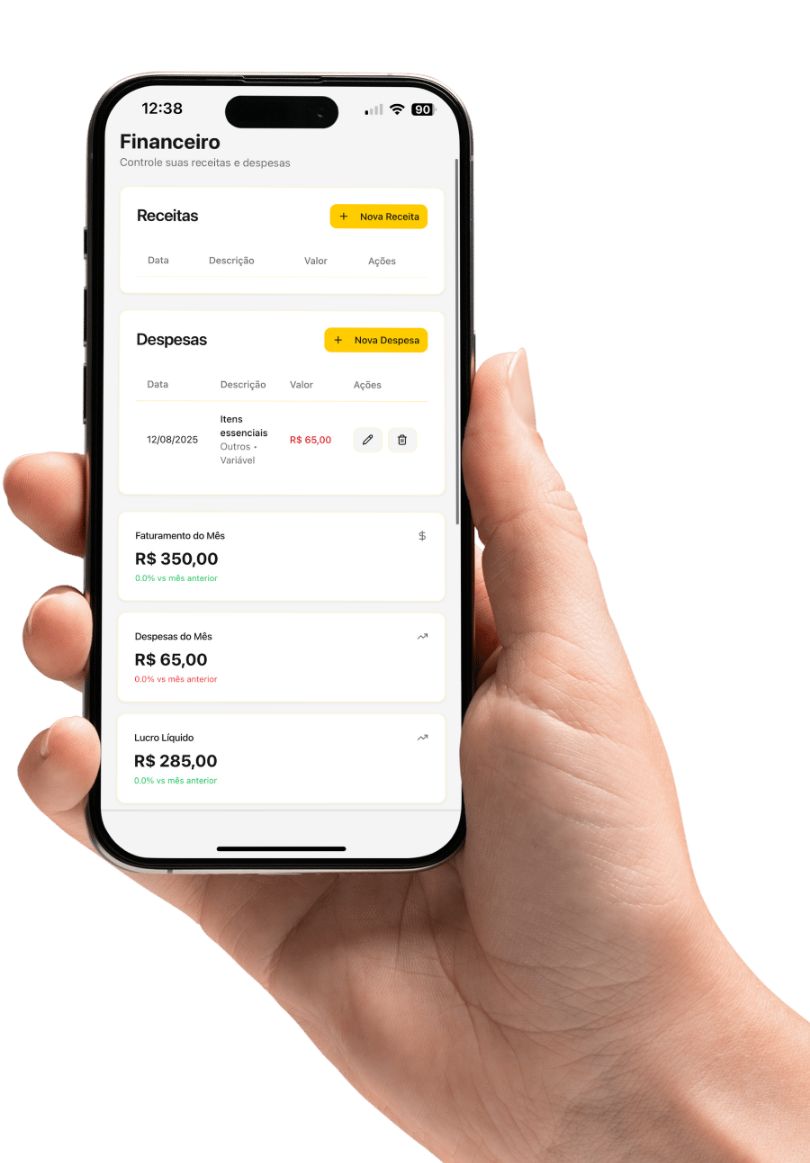 12:38
90
Financeiro
Controle suas receitas e despesas
Receitas
+ Nova Receita
Data Descrição Valor Ações
Despesas
+ Nova Despesa
Data Descrição Valor Ações
12/08/2025 Itens essenciais Outros • Variável R$ 65,00
Faturamento do Mês
$
R$ 350,00
0.0% vs mês anterior
Despesas do Mês
R$ 65,00
0.0% vs mês anterior
Lucro Líquido
R$ 285,00
0.0% vs mês anterior